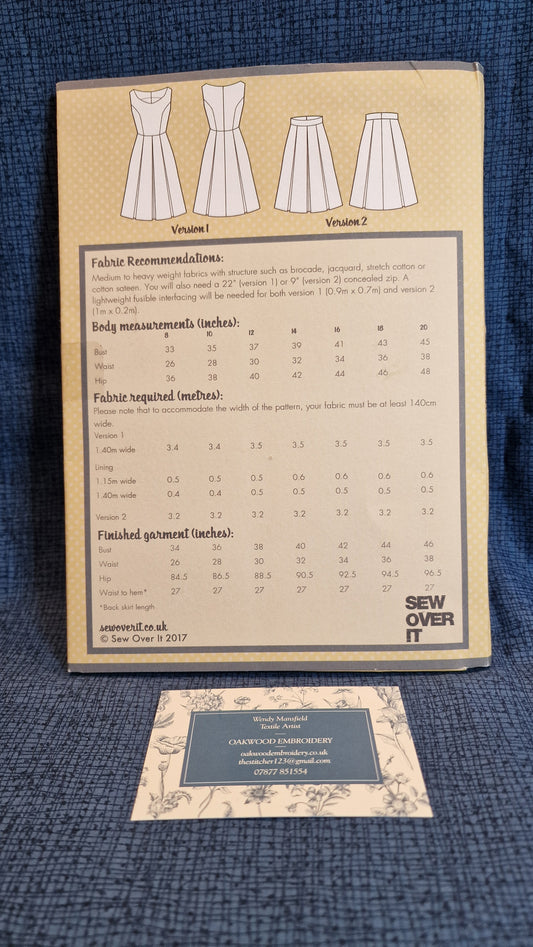 Version 1
Version 2
Fabric Recommendations:
Medium to heavy weight fabrics with structure such as brocade, jacquard, stretch cotton or
cotton sateen. You will also need a 22" (version 1) or 9" (version 2) concealed zip. A
lightweight fusible interfacing will be needed for both version 1 (0.9m x 0.7m) and version 2
(1m x 0.2m).
Body measurements (inches):
8 10 12 14 16 18 20
Bust 33 35 37 39 41 43 45
Waist 26 28 30 32 34 36 38
Hip 36 38 40 42 44 46 48
Fabric required (metres):
Please note that to accommodate the width of the pattern, your fabric must be at least 140cm
wide.
Version 1
1.40m wide 3.4 3.4 3.5 3.5 3.5 3.5 3.5
Lining
1.15m wide 0.5 0.5 0.5 0.6 0.6 0.6 0.6
1.40m wide 0.4 0.4 0.5 0.5 0.5 0.5 0.5
Version 2 3.2 3.2 3.2 3.2 3.2 3.2 3.2
Finished garment (inches):
Bust 34 36 38 40 42 44 46
Waist 26 28 30 32 34 36 38
Hip 84.5 86.5 88.5 90.5 92.5 94.5 96.5
Waist to hem* 27 27 27 27 27 27 27
*Back skirt length
sewoverit.co.uk
© Sew Over It 2017
SEW
OVER
IT
Wendy Mansfield
Textile Artist
OAKWOOD EMBROIDERY
oakwoodembroidery.co.uk
thestitcher123@gmail.com
07877 851554